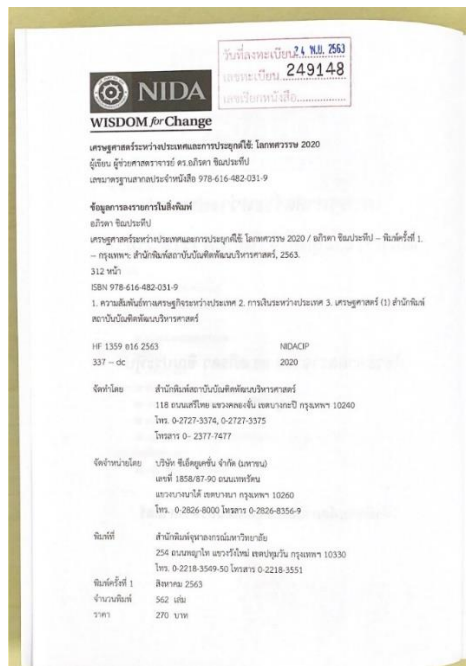 วันที่ลงทะเบียน 24 พ.ย. 2563
เลขทะเบียน 249148
เลขเรียกหนังสือ
NIDA
WISDOM for Change
เศรษฐศาสตร์ระหว่างประเทศและการประยุกต์ใช้: โลกทศวรรษ 2020
ผู้เขียน ผู้ช่วยศาสตราจารย์ ดร.อภิรดา ชิณประทีป
เลขมาตรฐานสากลประจำหนังสือ 978-616-482-031-9
ข้อมูลการลงรายการในสิ่งพิมพ์
อภิรดา ชิณประทีป
เศรษฐศาสตร์ระหว่างประเทศและการประยุกต์ใช้: โลกทศวรรษ 2020 / อภิรดา ชิณประทีป -- พิมพ์ครั้งที่ 1.
-- กรุงเทพฯ: สำนักพิมพ์สถาบันบัณฑิตพัฒนบริหารศาสตร์, 2563.
312 หน้า
ISBN 978-616-482-031-9
1. ความสัมพันธ์ทางเศรษฐกิจระหว่างประเทศ 2. การเงินระหว่างประเทศ 3. เศรษฐศาสตร์ (1) สำนักพิมพ์
สถาบันบัณฑิตพัฒนบริหารศาสตร์
HF 1359 อ16 2563 NIDACIP
337 -- dc 2020
จัดทำโดย สำนักพิมพ์สถาบันบัณฑิตพัฒนบริหารศาสตร์
118 ถนนเสรีไทย แขวงคลองจั่น เขตบางกะปิ กรุงเทพฯ 10240
โทร. 0-2727-3374, 0-2727-3375
โทรสาร 0- 2377-7477
จัดจำหน่ายโดย บริษัท ซีเอ็ดยูเคชั่น จำกัด (มหาชน)
เลขที่ 1858/87-90 ถนนเทพรัตน
แขวงบางนาใต้ เขตบางนา กรุงเทพฯ 10260
โทร. 0-2826-8000 โทรสาร 0-2826-8356-9
พิมพ์ที่ สำนักพิมพ์จุฬาลงกรณ์มหาวิทยาลัย
254 ถนนพญาไท แขวงวังใหม่ เขตปทุมวัน กรุงเทพฯ 10330
โทร. 0-2218-3549-50 โทรสาร 0-2218-3551
พิมพ์ครั้งที่ 1 สิงหาคม 2563
จำนวนพิมพ์ 562 เล่ม
ราคา 270 บาท